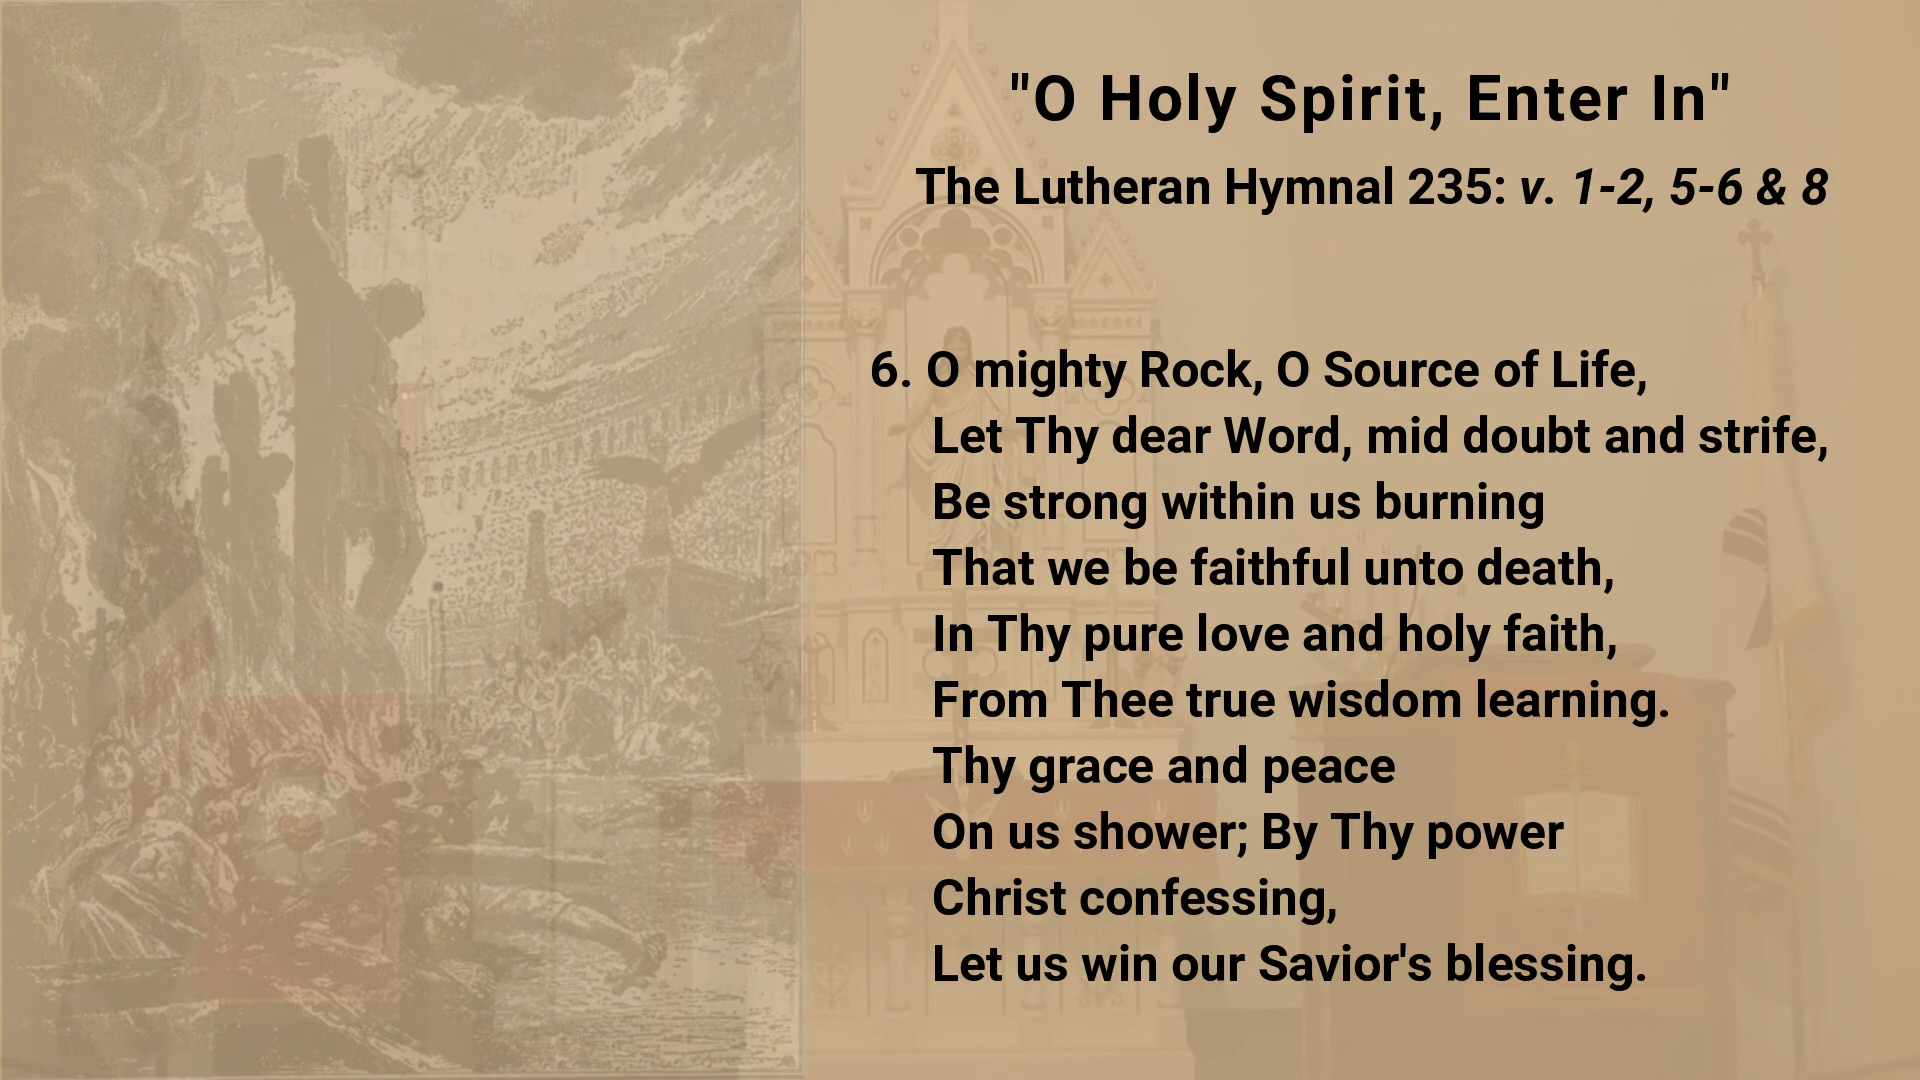 "O Holy Spirit, Enter In"
The Lutheran Hymnal 235: v. 1-2, 5-6 & 8
6. O mighty Rock, O Source of Life,
Let Thy dear Word, mid doubt and strife,
Be strong within us burning
That we be faithful unto death,
In Thy pure love and holy faith,
From Thee true wisdom learning.
Thy grace and peace
On us shower; By Thy power
Christ confessing,
Let us win our Savior's blessing.